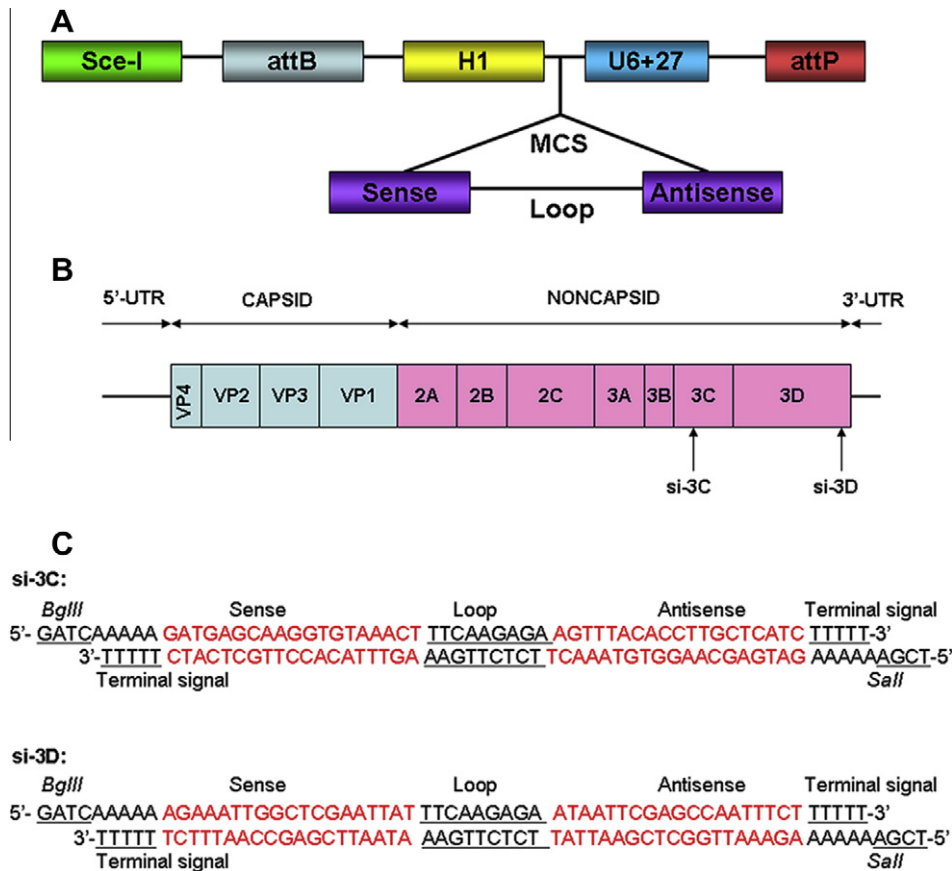 A
Sce-I attB H1 U6+27 attP
MCS
Sense Antisense
Loop
B
5’-UTR CAPSID NONCAPSID 3’-UTR
VP4 VP2 VP3 VP1 2A 2B 2C 3A 3B 3C 3D
si-3C si-3D
C
si-3C:
BglII Sense Loop Antisense Terminal signal
5’- GATCAAAAA GATGAGCAAGGTGTAAACT TTCAAGAGA AGTTTACACCTTGCTCATC TTTTT-3’
3’-TTTTT CTACTCGTTCCACATTTGA AAGTTCTCT TCAAATGTGGAACGAGTAG AAAAAAGCT-5’
Terminal signal SalI
si-3D:
BglII Sense Loop Antisense Terminal signal
5’- GATCAAAAA AGAAATTGGCTCGAATTAT TTCAAGAGA ATAATTCGAGCCAATTTCT TTTTT-3’
3’-TTTTT TCTTTAACCGAGCTTAATA AAGTTCTCT TATTAAGCTCGGTTAAAGA AAAAAAGCT-5’
Terminal signal SalI